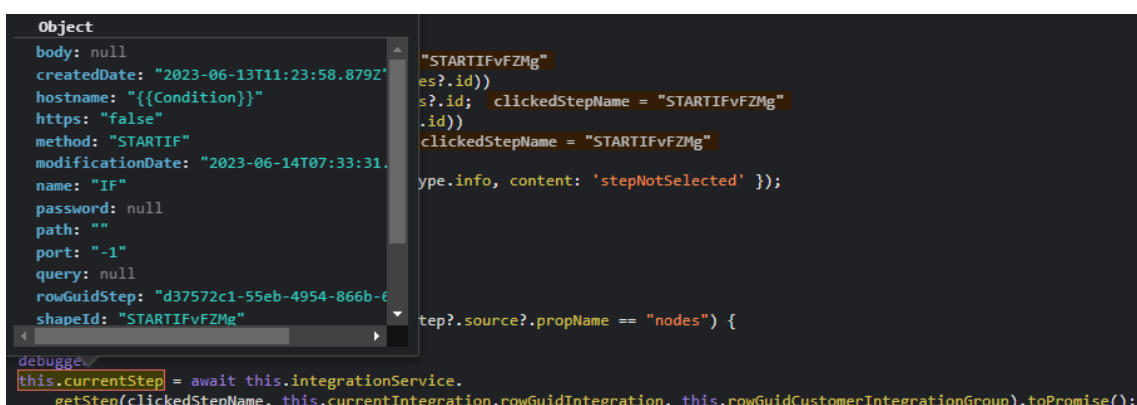 Object
body: null
createdDate: "2023-06-13T11:23:58.879Z"
hostname: "{{Condition}}"
https: "false"
method: "STARTIF"
modificationDate: "2023-06-14T07:33:31.
name: "IF"
password: null
path: ""
port: "-1"
query: null
rowGuidStep: "d37572c1-55eb-4954-866b-6
shapeId: "STARTIFvFZMg"
"STARTIFvFZMg"
es?.id))
s?.id; clickedStepName = "STARTIFvFZMg"
.id))
clickedStepName = "STARTIFvFZMg"
ype.info, content: 'stepNotSelected' });
tep?.source?.propName == "nodes") {
debugge
this.currentStep = await this.integrationService.
getStep(clickedStepName, this.currentIntegration.rowGuidIntegration, this.rowGuidCustomerIntegrationGroup).toPromise();